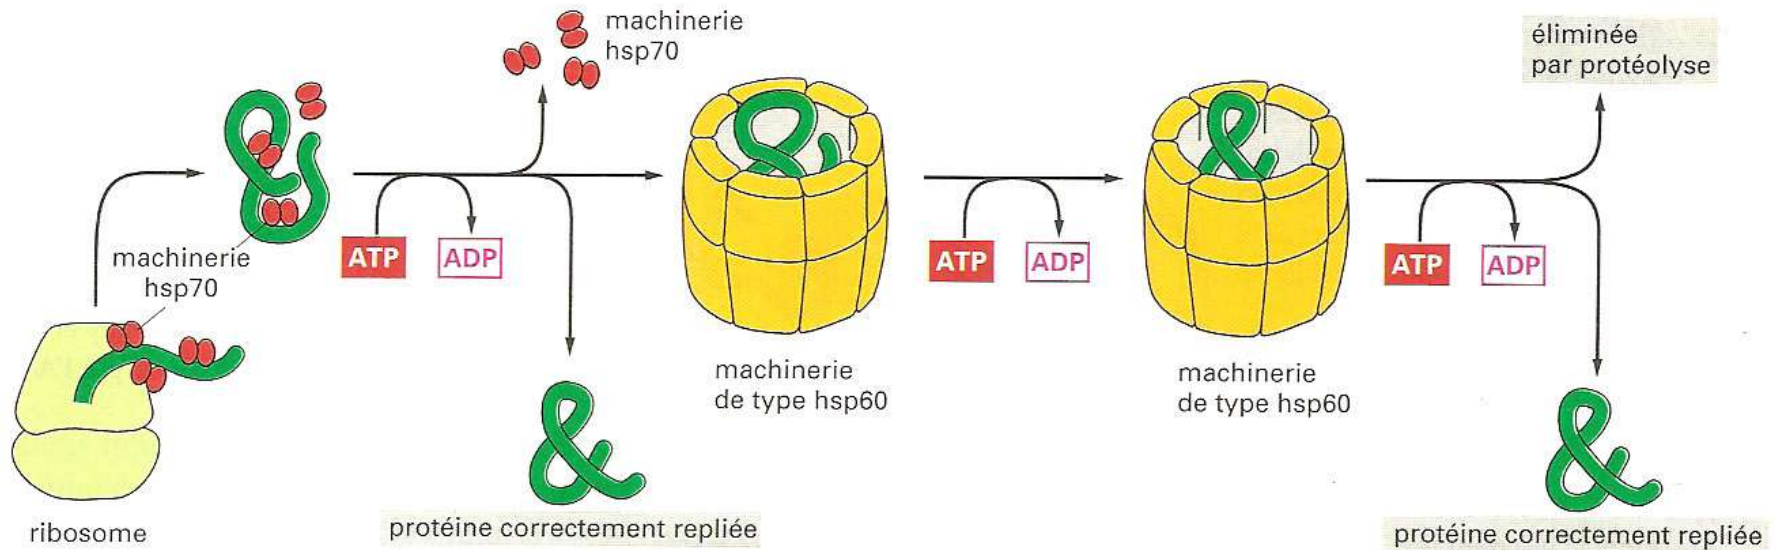 machinerie
hsp70
éliminée
par protéolyse
machinerie
hsp70
ATP
ADP
ATP
ADP
ATP
ADP
machinerie
de type hsp60
machinerie
de type hsp60
ribosome
protéine correctement repliée
protéine correctement repliée